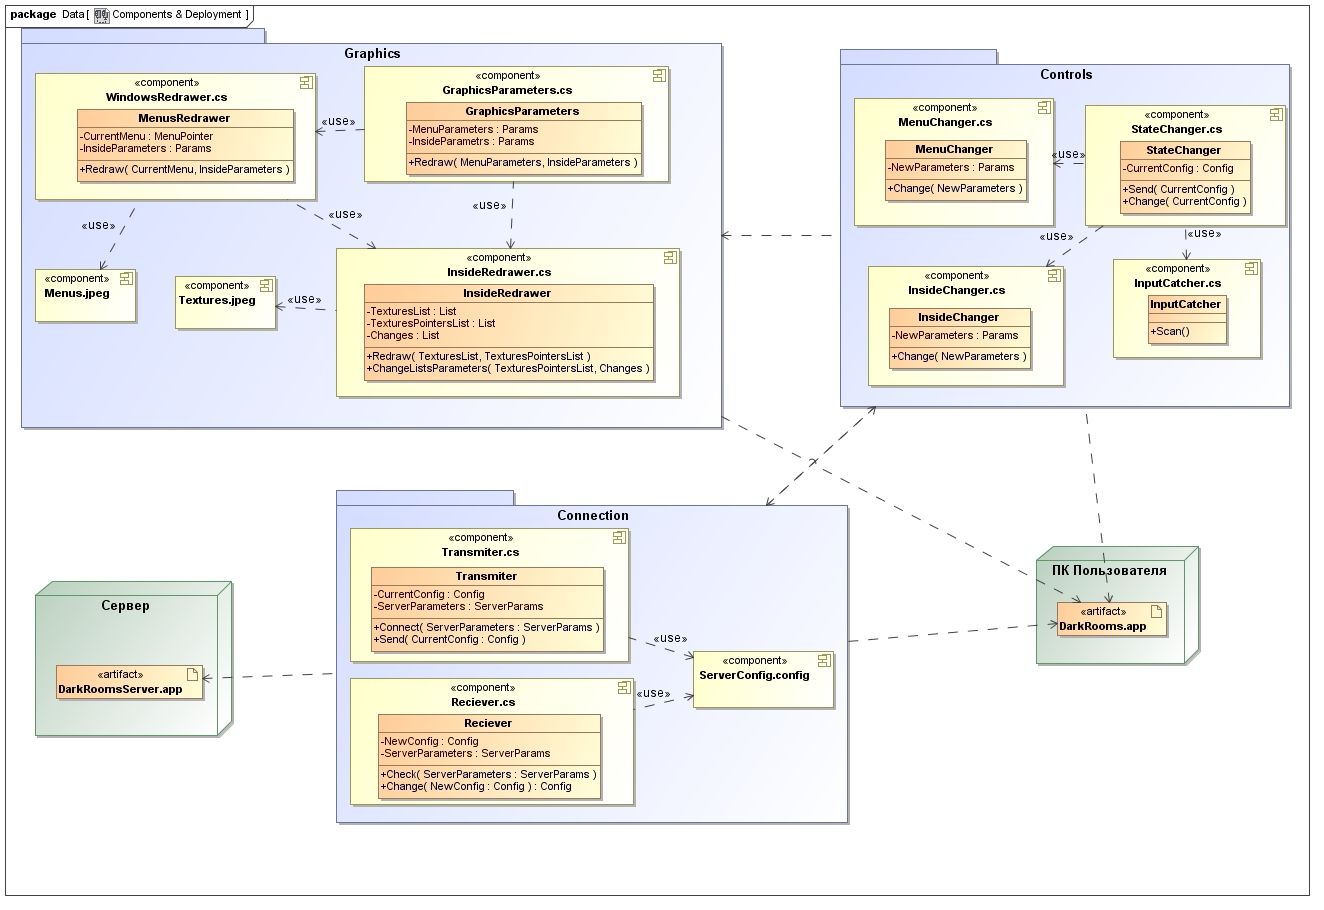 package Data [ Components & Deployment ]
Graphics
«component»
WindowsRedrawer.cs
MenusRedrawer
-CurrentMenu : MenuPointer
-InsideParameters : Params
+Redraw( CurrentMenu, InsideParameters )
«use»
«component»
GraphicsParameters.cs
GraphicsParameters
-MenuParameters : Params
-InsideParametrs : Params
+Redraw( MenuParameters, InsideParameters )
«use»
«use»
«use»
«component»
Menus.jpeg
«component»
Textures.jpeg
«use»
«component»
InsideRedrawer.cs
InsideRedrawer
-TexturesList : List
-TexturesPointersList : List
-Changes : List
+Redraw( TexturesList, TexturesPointersList )
+ChangeListsParameters( TexturesPointersList, Changes )
Controls
«component»
MenuChanger.cs
MenuChanger
-NewParameters : Params
+Change( NewParameters )
«use»
«component»
StateChanger.cs
StateChanger
-CurrentConfig : Config
+Send( CurrentConfig )
+Change( CurrentConfig )
«use»
«use»
«component»
InsideChanger.cs
InsideChanger
-NewParameters : Params
+Change( NewParameters )
«component»
InputCatcher.cs
InputCatcher
+Scan()
Connection
«component»
Transmiter.cs
Transmiter
-CurrentConfig : Config
-ServerParameters : ServerParams
+Connect( ServerParameters : ServerParams )
+Send( CurrentConfig : Config )
«use»
«component»
ServerConfig.config
«use»
«component»
Reciever.cs
Reciever
-NewConfig : Config
-ServerParameters : ServerParams
+Check( ServerParameters : ServerParams )
+Change( NewConfig : Config ) : Config
Сервер
«artifact»
DarkRoomsServer.app
ПК Пользователя
«artifact»
DarkRooms.app